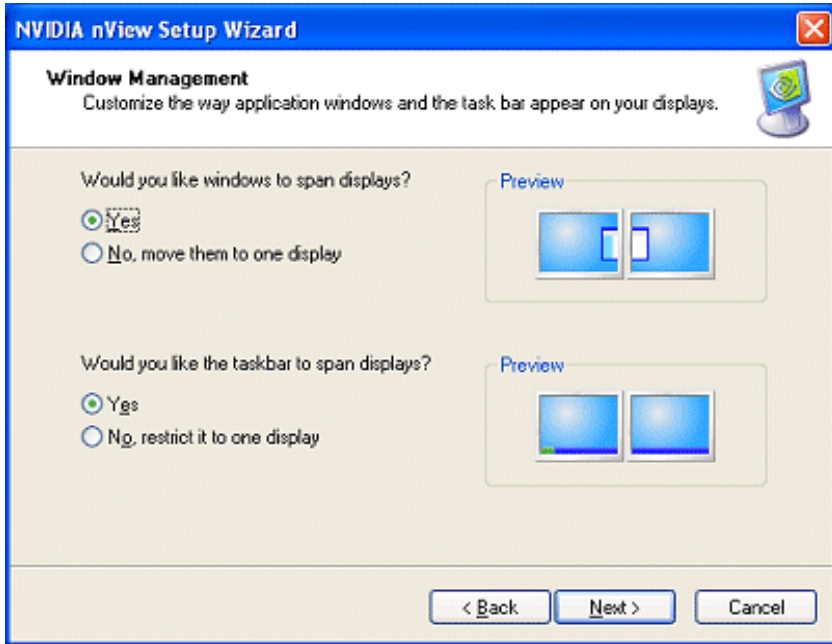 NVIDIA nView Setup Wizard
Window Management
Customize the way application windows and the task bar appear on your displays.
Would you like windows to span displays?
Preview
Yes
No, move them to one display
Would you like the taskbar to span displays?
Preview
Yes
No, restrict it to one display
< Back
Next >
Cancel